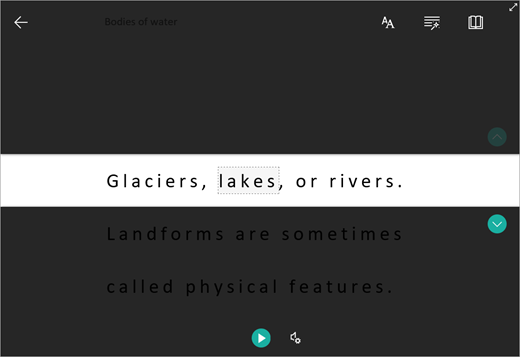 Bodies of water
Glaciers, lakes, or rivers.
Landforms are sometimes
called physical features.